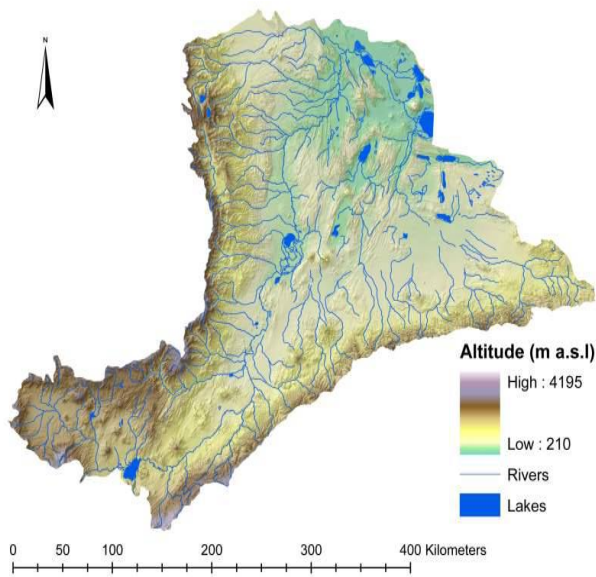 N
Altitude (m a.s.l)
High : 4195
Low : 210
Rivers
Lakes
0 50 100 200 300 400 Kilometers